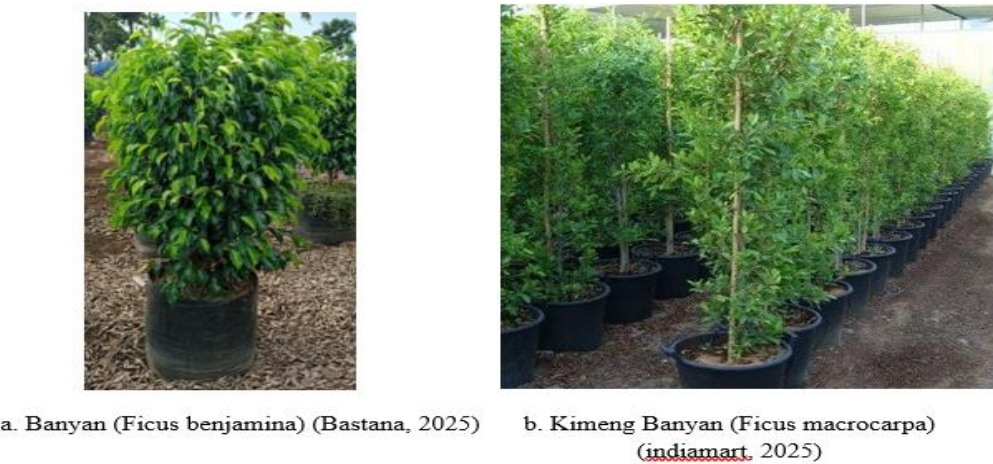 a. Banyan (Ficus benjamina) (Bastana, 2025)
b. Kimeng Banyan (Ficus macrocarpa)
(indiamart, 2025)